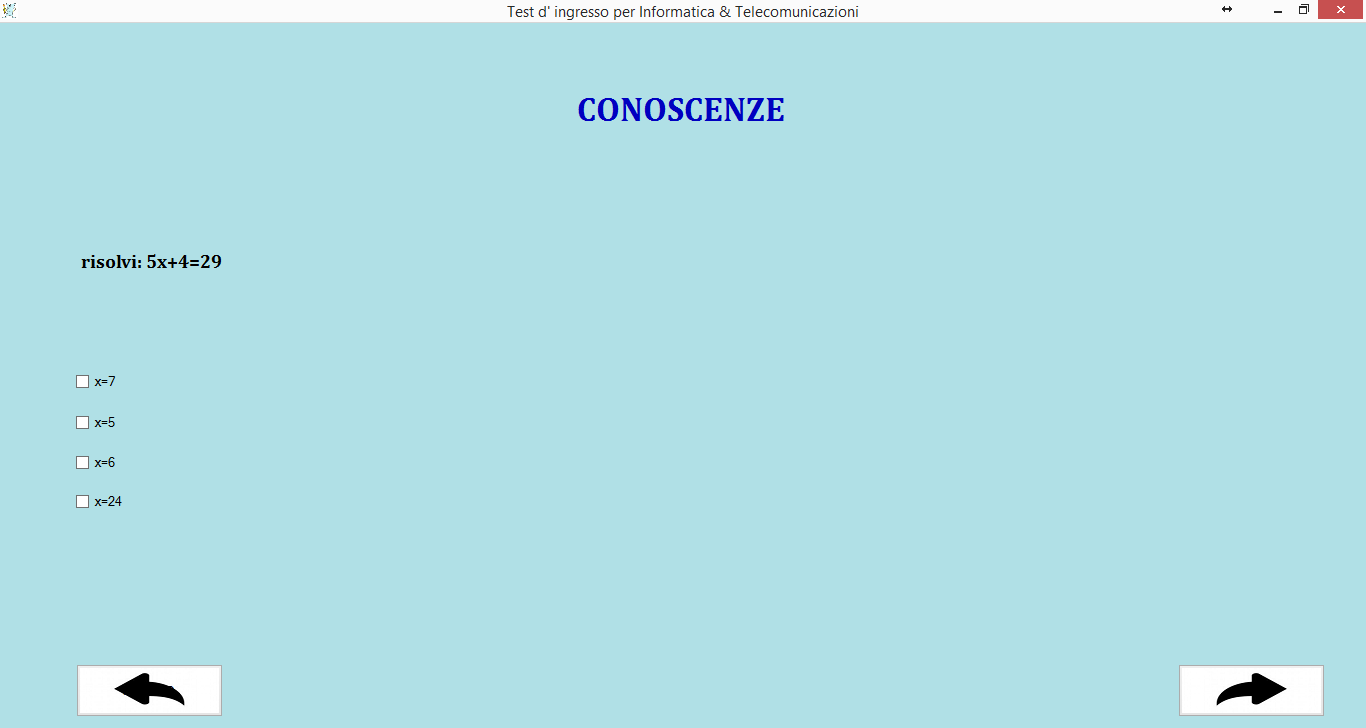 Test d' ingresso per Informatica & Telecomunicazioni
CONOSCENZE
risolvi: 5x+4=29
x=7
x=5
x=6
x=24